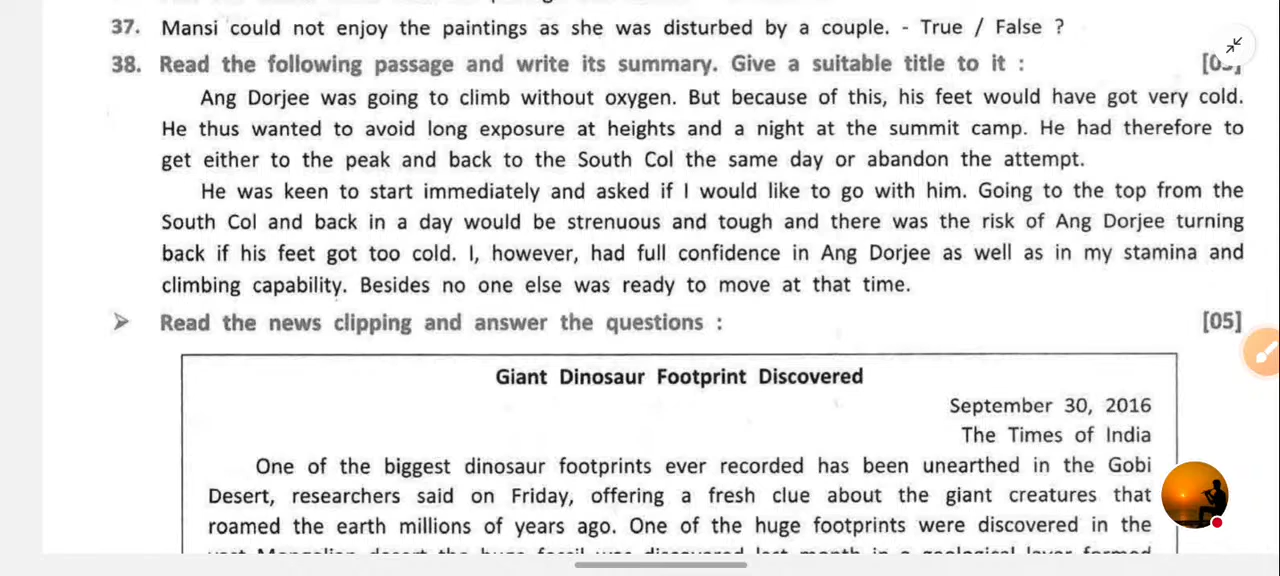 37. Mansi could not enjoy the paintings as she was disturbed by a couple. - True / False ?
38. Read the following passage and write its summary. Give a suitable title to it :
Ang Dorjee was going to climb without oxygen. But because of this, his feet would have got very cold.
He thus wanted to avoid long exposure at heights and a night at the summit camp. He had therefore to
get either to the peak and back to the South Col the same day or abandon the attempt.
He was keen to start immediately and asked if I would like to go with him. Going to the top from the
South Col and back in a day would be strenuous and tough and there was the risk of Ang Dorjee turning
back if his feet got too cold. I, however, had full confidence in Ang Dorjee as well as in my stamina and
climbing capability. Besides no one else was ready to move at that time.
➤ Read the news clipping and answer the questions : [05]
Giant Dinosaur Footprint Discovered
September 30, 2016
The Times of India
One of the biggest dinosaur footprints ever recorded has been unearthed in the Gobi
Desert, researchers said on Friday, offering a fresh clue about the giant creatures that
roamed the earth millions of years ago. One of the huge footprints were discovered in the